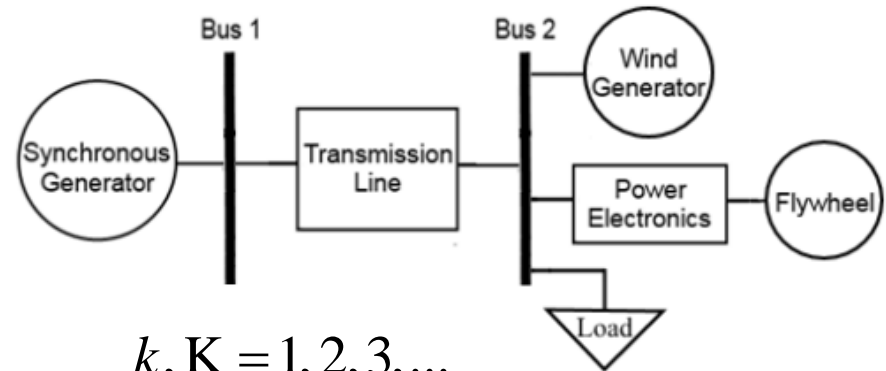 Bus 1
Bus 2
Synchronous
Generator
Transmission
Line
Wind
Generator
Power
Electronics
Flywheel
Load
k, K = 1, 2, 3, ...